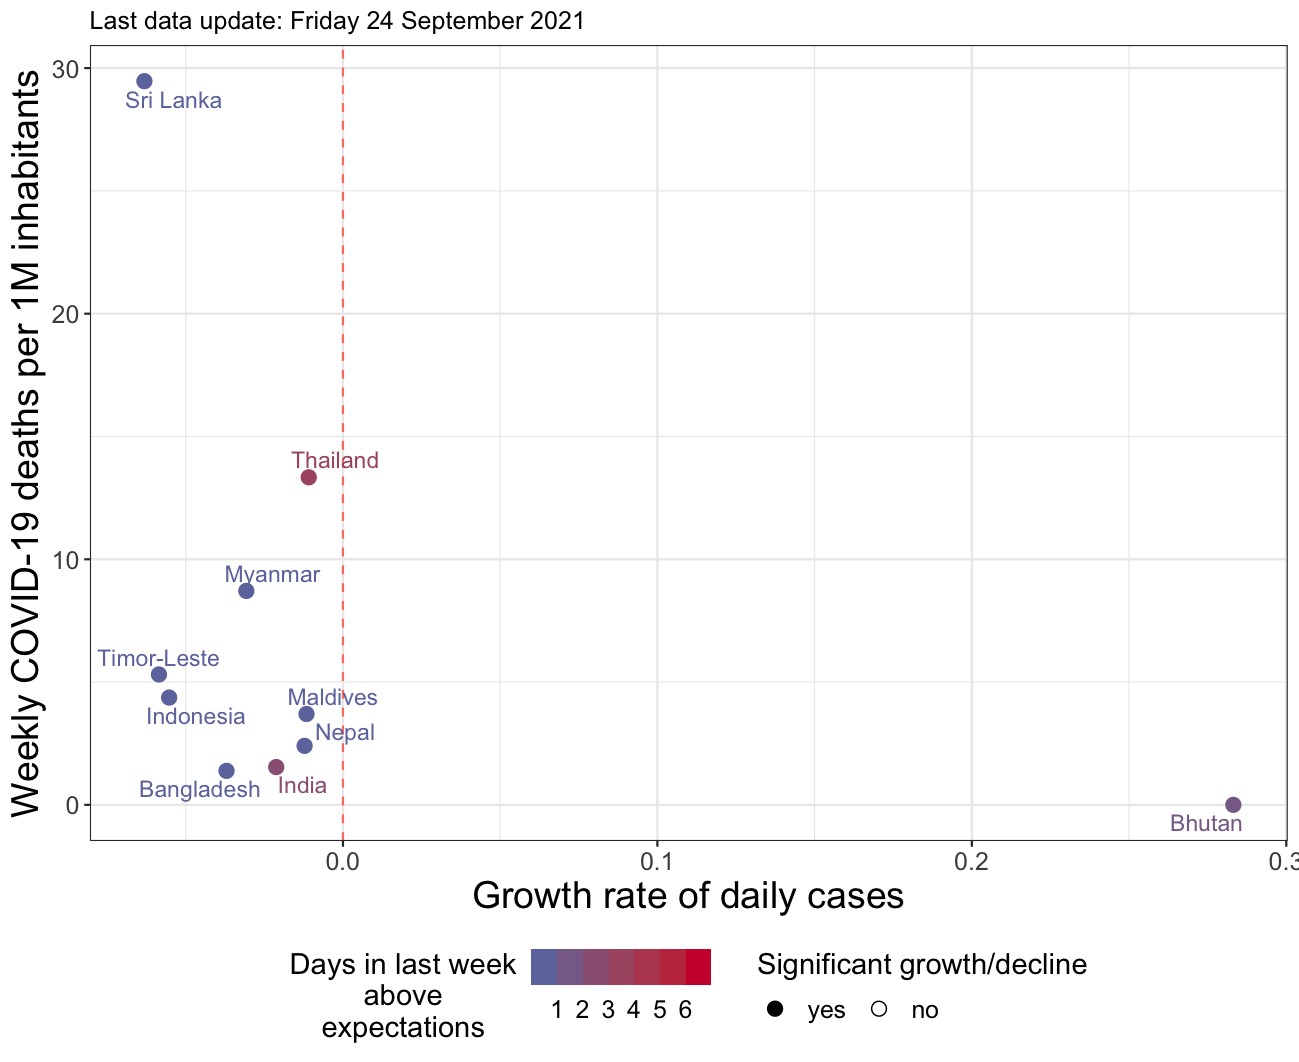 Last data update: Friday 24 September 2021
Weekly COVID-19 deaths per 1M inhabitants
30
20
10
0
Sri Lanka
Thailand
Myanmar
Timor-Leste
Indonesia
Maldives
Nepal
Bangladesh
India
Bhutan
0.0 0.1 0.2 0.3
Growth rate of daily cases
Days in last week
above
expectations
1 2 3 4 5 6
Significant growth/decline
yes no